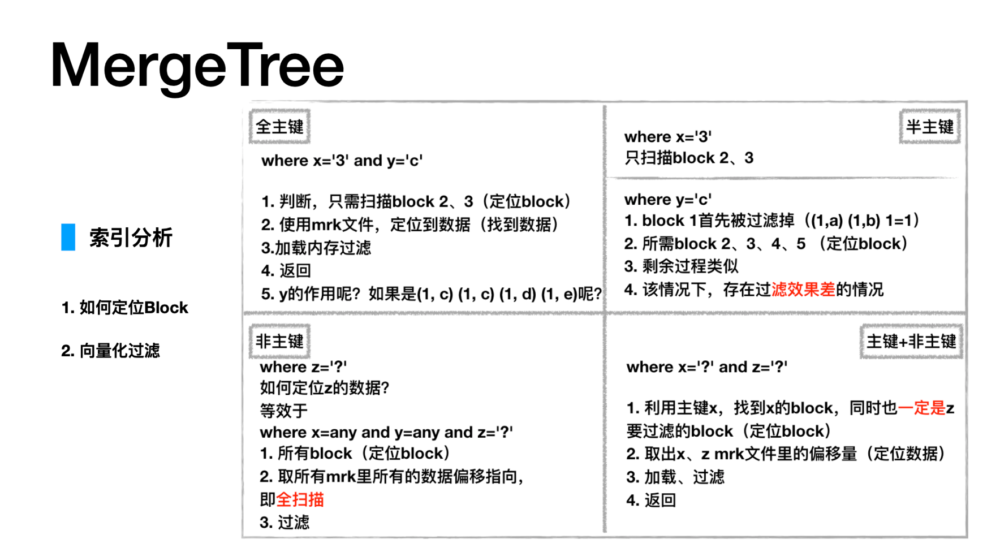 MergeTree
索引分析
1. 如何定位Block
2. 向量化过滤
全主键
where x='3' and y='c'
1. 判断，只需扫描block 2、3（定位block）
2. 使用mrk文件，定位到数据（找到数据）
3.加载内存过滤
4. 返回
5. y的作用呢？如果是(1, c) (1, c) (1, d) (1, e)呢？
半主键
where x='3'
只扫描block 2、3
where y='c'
1. block 1首先被过滤掉（(1,a) (1,b) 1=1）
2. 所需block 2、3、4、5 （定位block）
3. 剩余过程类似
4. 该情况下，存在过滤效果差的情况
非主键
where z='?'
如何定位z的数据？
等效于
where x=any and y=any and z='?'
1. 所有block（定位block）
2. 取所有mrk里所有的数据偏移指向，
即全扫描
3. 过滤
主键+非主键
where x='?' and z='?'
1. 利用主键x，找到x的block，同时也一定是z
要过滤的block（定位block）
2. 取出x、z mrk文件里的偏移量（定位数据）
3. 加载、过滤
4. 返回